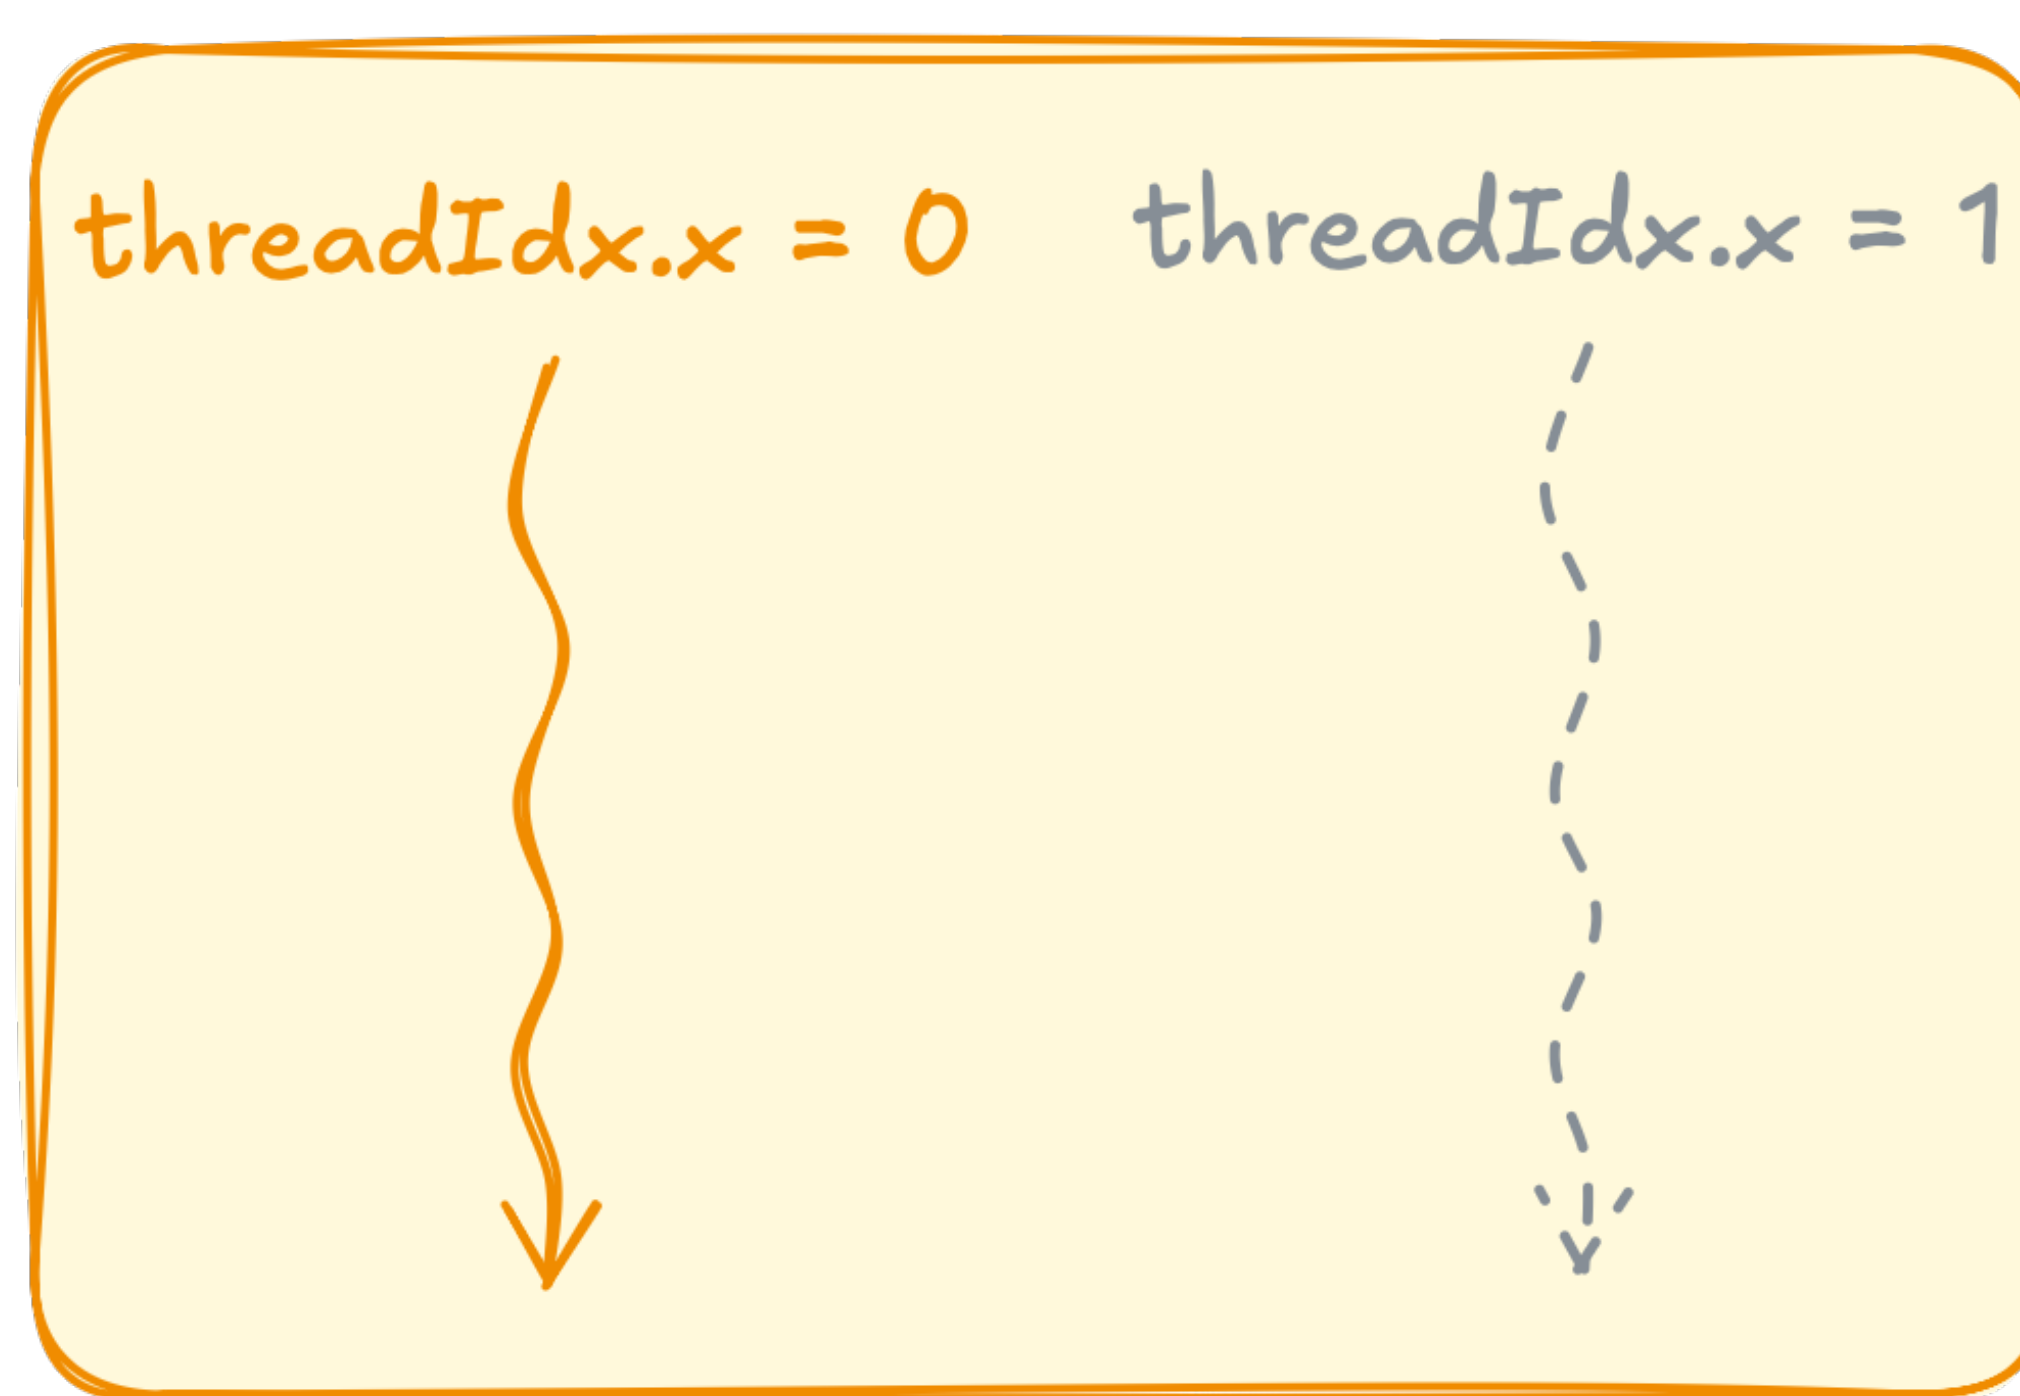 threadIdx.x = 0
threadIdx.x = 1